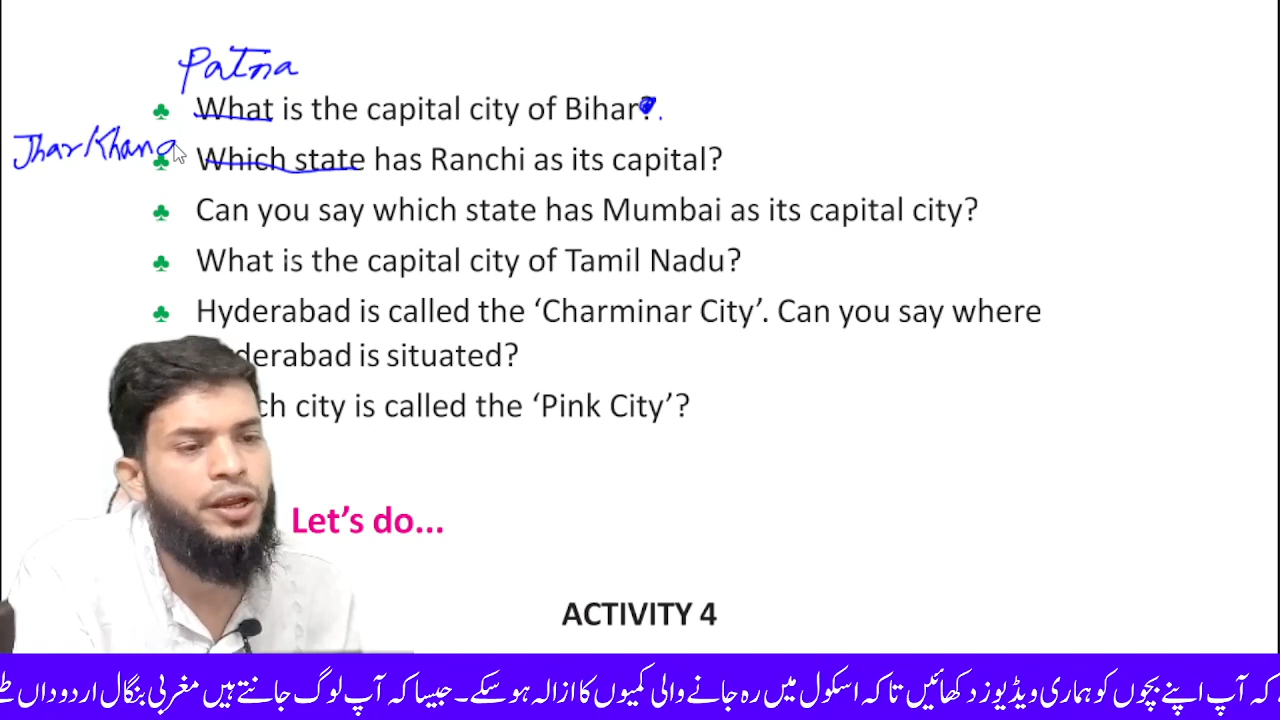 Patna
♣ What is the capital city of Bihar?.
Jharkhand
♣ Which state has Ranchi as its capital?
♣ Can you say which state has Mumbai as its capital city?
♣ What is the capital city of Tamil Nadu?
♣ Hyderabad is called the ‘Charminar City’. Can you say where
derabad is situated?
ch city is called the ‘Pink City’?
Let’s do...
ACTIVITY 4
کہ آپ اپنے بچوں کو ہماری ویڈیوز دکھائیں تاکہ اسکول میں رہ جانے والی کمیوں کا ازالہ ہو سکے۔ جیسا کہ آپ لوگ جانتے ہیں مغربی بنگال اردو داں